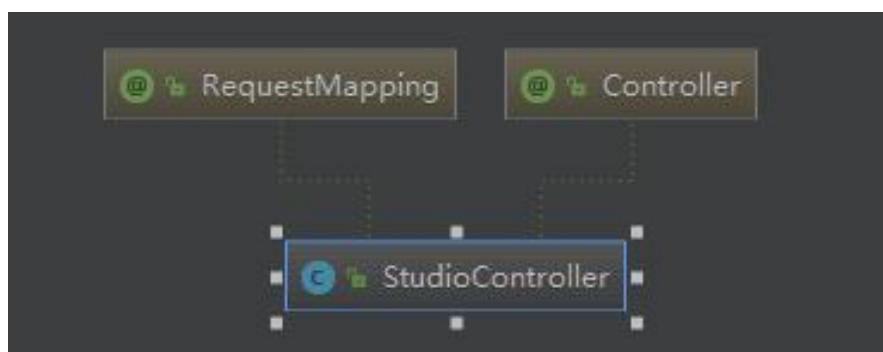 @ RequestMapping
@ Controller
C StudioController